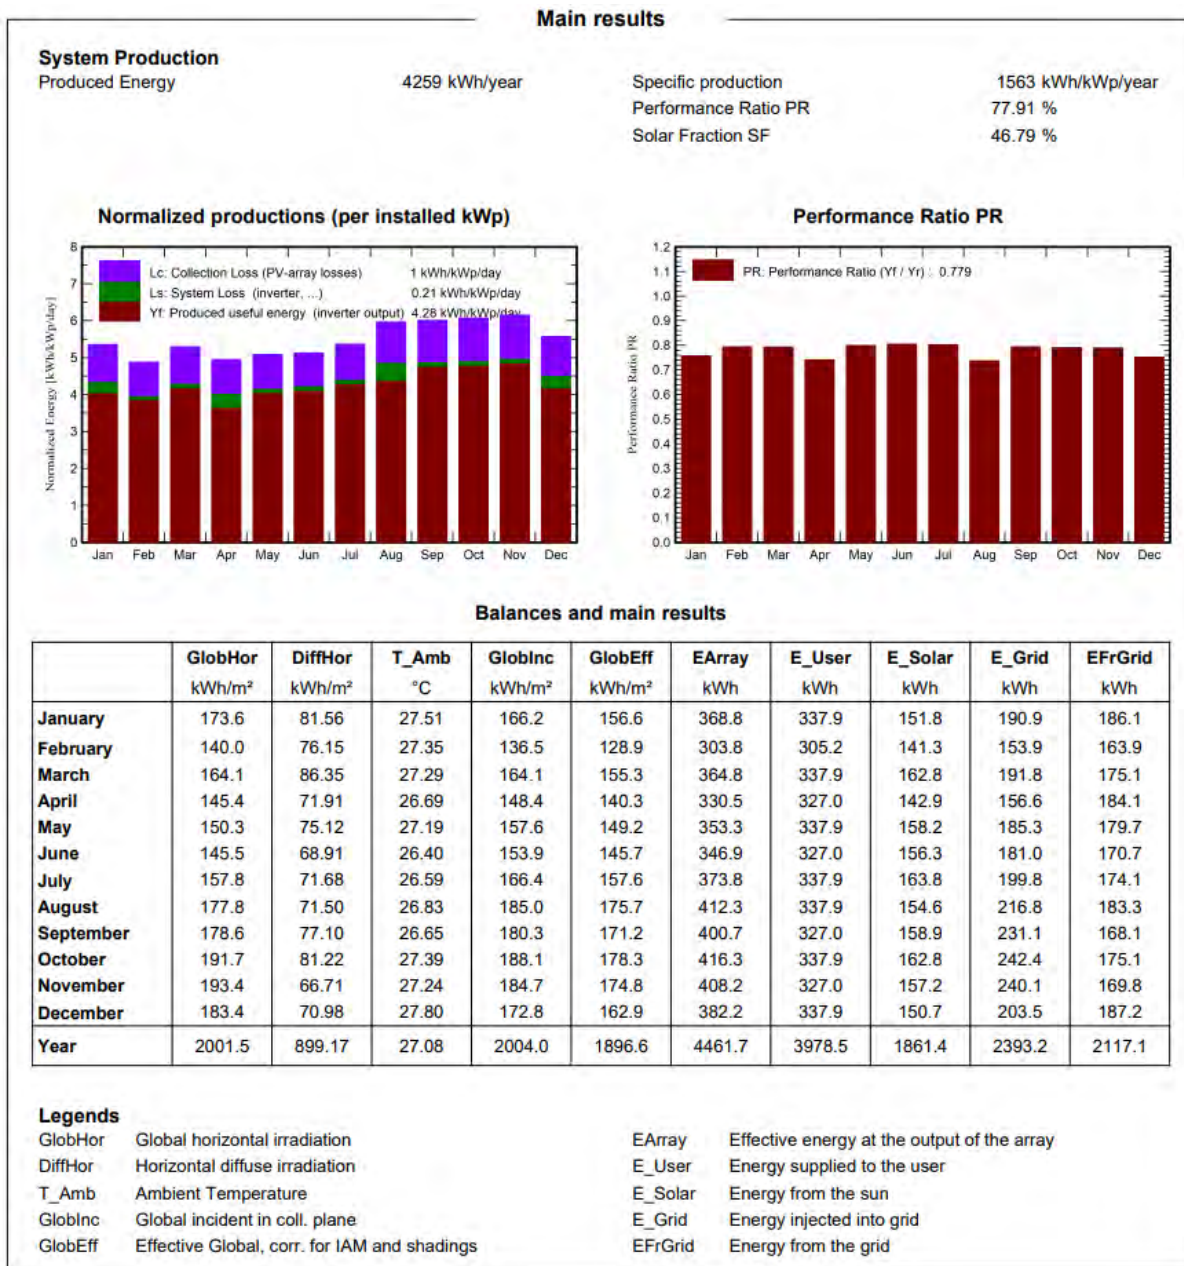 Main results
System Production
Produced Energy 4259 kWh/year
Specific production 1563 kWh/kWp/year
Performance Ratio PR 77.91 %
Solar Fraction SF 46.79 %
Normalized productions (per installed kWp)
Lc: Collection Loss (PV-array losses) 1 kWh/kWp/day
Ls: System Loss (inverter, ...) 0.21 kWh/kWp/day
Yf: Produced useful energy (inverter output) 4.28 kWh/kWp/day
Normalized Energy [kWh/kWp/day]
8
7
6
5
4
3
2
1
0
Jan Feb Mar Apr May Jun Jul Aug Sep Oct Nov Dec
Performance Ratio PR
PR: Performance Ratio (Yf / Yr) : 0.779
Performance Ratio PR
1.2
1.1
1.0
0.9
0.8
0.7
0.6
0.5
0.4
0.3
0.2
0.1
0.0
Jan Feb Mar Apr May Jun Jul Aug Sep Oct Nov Dec
Balances and main results
GlobHor DiffHor T_Amb GlobInc GlobEff EArray E_User E_Solar E_Grid EFrGrid
kWh/m² kWh/m² °C kWh/m² kWh/m² kWh kWh kWh kWh kWh
January 173.6 81.56 27.51 166.2 156.6 368.8 337.9 151.8 190.9 186.1
February 140.0 76.15 27.35 136.5 128.9 303.8 305.2 141.3 153.9 163.9
March 164.1 86.35 27.29 164.1 155.3 364.8 337.9 162.8 191.8 175.1
April 145.4 71.91 26.69 148.4 140.3 330.5 327.0 142.9 156.6 184.1
May 150.3 75.12 27.19 157.6 149.2 353.3 337.9 158.2 185.3 179.7
June 145.5 68.91 26.40 153.9 145.7 346.9 327.0 156.3 181.0 170.7
July 157.8 71.68 26.59 166.4 157.6 373.8 337.9 163.8 199.8 174.1
August 177.8 71.50 26.83 185.0 175.7 412.3 337.9 154.6 216.8 183.3
September 178.6 77.10 26.65 180.3 171.2 400.7 327.0 158.9 231.1 168.1
October 191.7 81.22 27.39 188.1 178.3 416.3 337.9 162.8 242.4 175.1
November 193.4 66.71 27.24 184.7 174.8 408.2 327.0 157.2 240.1 169.8
December 183.4 70.98 27.80 172.8 162.9 382.2 337.9 150.7 203.5 187.2
Year 2001.5 899.17 27.08 2004.0 1896.6 4461.7 3978.5 1861.4 2393.2 2117.1
Legends
GlobHor Global horizontal irradiation
DiffHor Horizontal diffuse irradiation
T_Amb Ambient Temperature
GlobInc Global incident in coll. plane
GlobEff Effective Global, corr. for IAM and shadings
EArray Effective energy at the output of the array
E_User Energy supplied to the user
E_Solar Energy from the sun
E_Grid Energy injected into grid
EFrGrid Energy from the grid